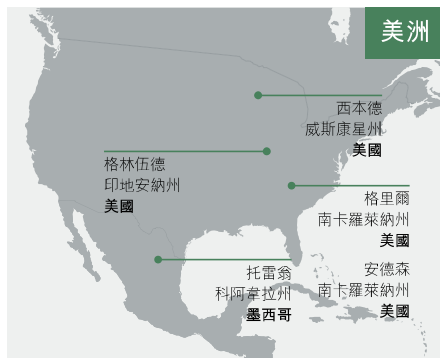 美洲
西本德
威斯康星州
美國
格林伍德
印地安納州
美國
格里爾
南卡羅萊納州
美國
安德森
南卡羅萊納州
美國
托雷翁
科阿韋拉州
墨西哥